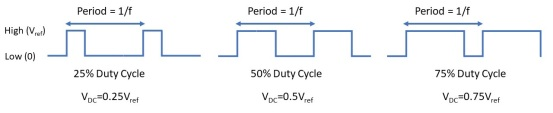 Period = 1/f
Period = 1/f
Period = 1/f
High (Vref)
Low (0)
25% Duty Cycle
50% Duty Cycle
75% Duty Cycle
VDC=0.25Vref
VDC=0.5Vref
VDC=0.75Vref